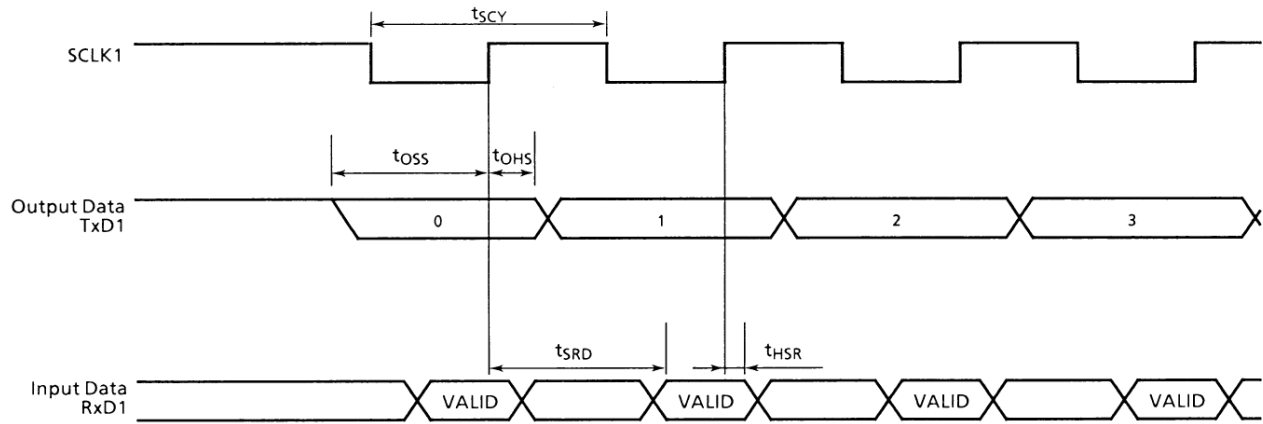 tSCY
SCLK1
tOSS
tOHS
Output Data
TxD1
0
1
2
3
tSRD
tHSR
Input Data
RxD1
VALID
VALID
VALID
VALID